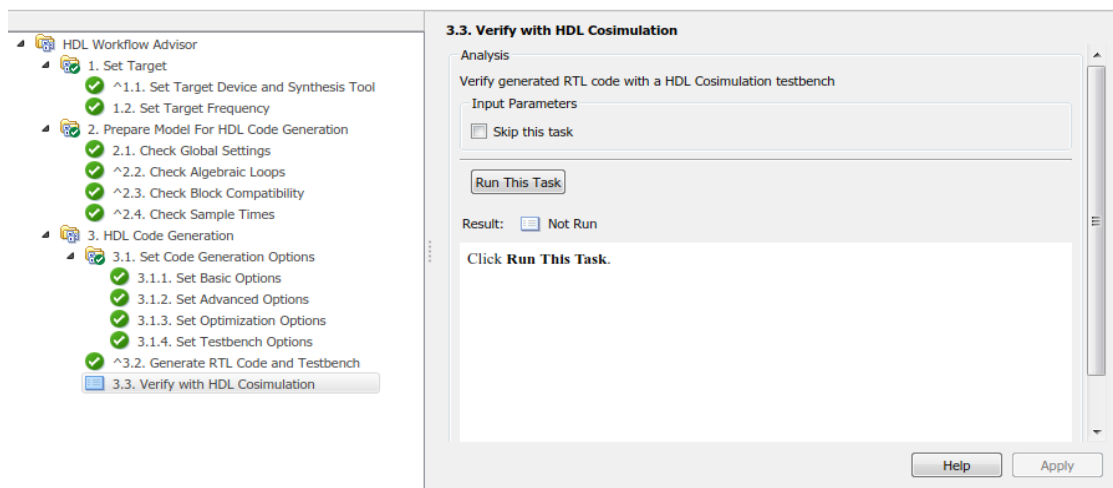 HDL Workflow Advisor
1. Set Target
^1.1. Set Target Device and Synthesis Tool
1.2. Set Target Frequency
2. Prepare Model For HDL Code Generation
2.1. Check Global Settings
^2.2. Check Algebraic Loops
^2.3. Check Block Compatibility
^2.4. Check Sample Times
3. HDL Code Generation
3.1. Set Code Generation Options
3.1.1. Set Basic Options
3.1.2. Set Advanced Options
3.1.3. Set Optimization Options
3.1.4. Set Testbench Options
^3.2. Generate RTL Code and Testbench
3.3. Verify with HDL Cosimulation
3.3. Verify with HDL Cosimulation
Analysis
Verify generated RTL code with a HDL Cosimulation testbench
Input Parameters
Skip this task
Run This Task
Result: Not Run
Click Run This Task.
Help Apply